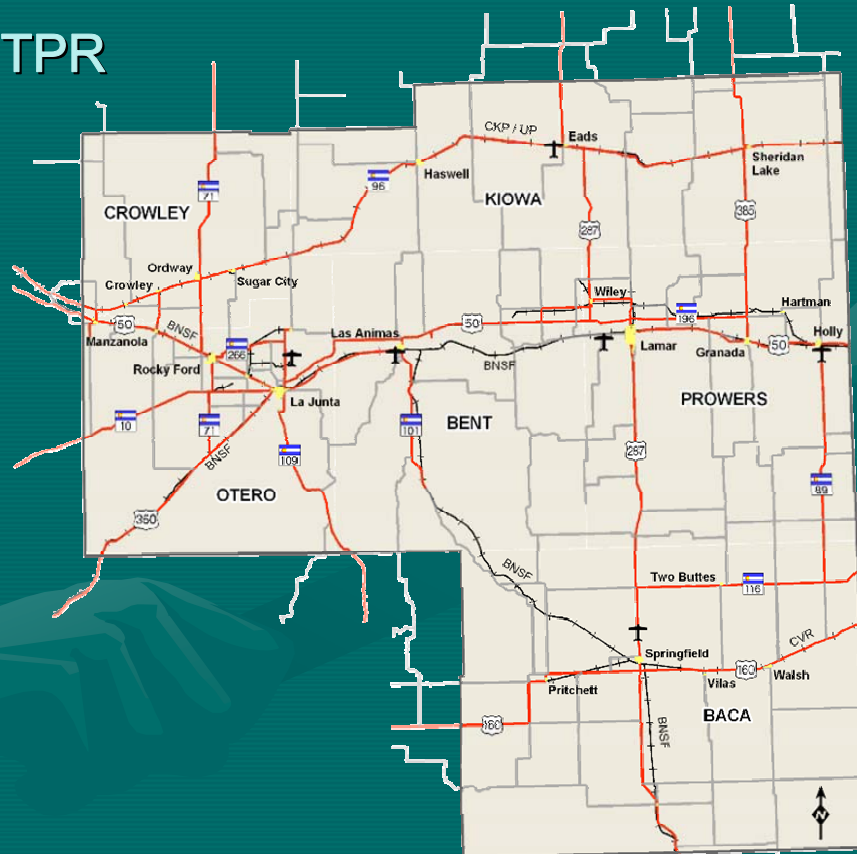 TPR
CKP / UP
Eads
Sheridan
Lake
Haswell
96
71
KIOWA
CROWLEY
385
287
Ordway
Sugar City
Crowley
Wiley
Hartman
196
50
50
BNSF
Manzanola
Las Animas
Holly
266
Lamar
Granada
50
BNSF
Rocky Ford
La Junta
PROWERS
10
71
101
BENT
109
BNSF
287
89
OTERO
350
BNSF
Two Buttes
116
CVR
Springfield
160
Walsh
Vilas
Pritchett
BACA
160
BNSF
N